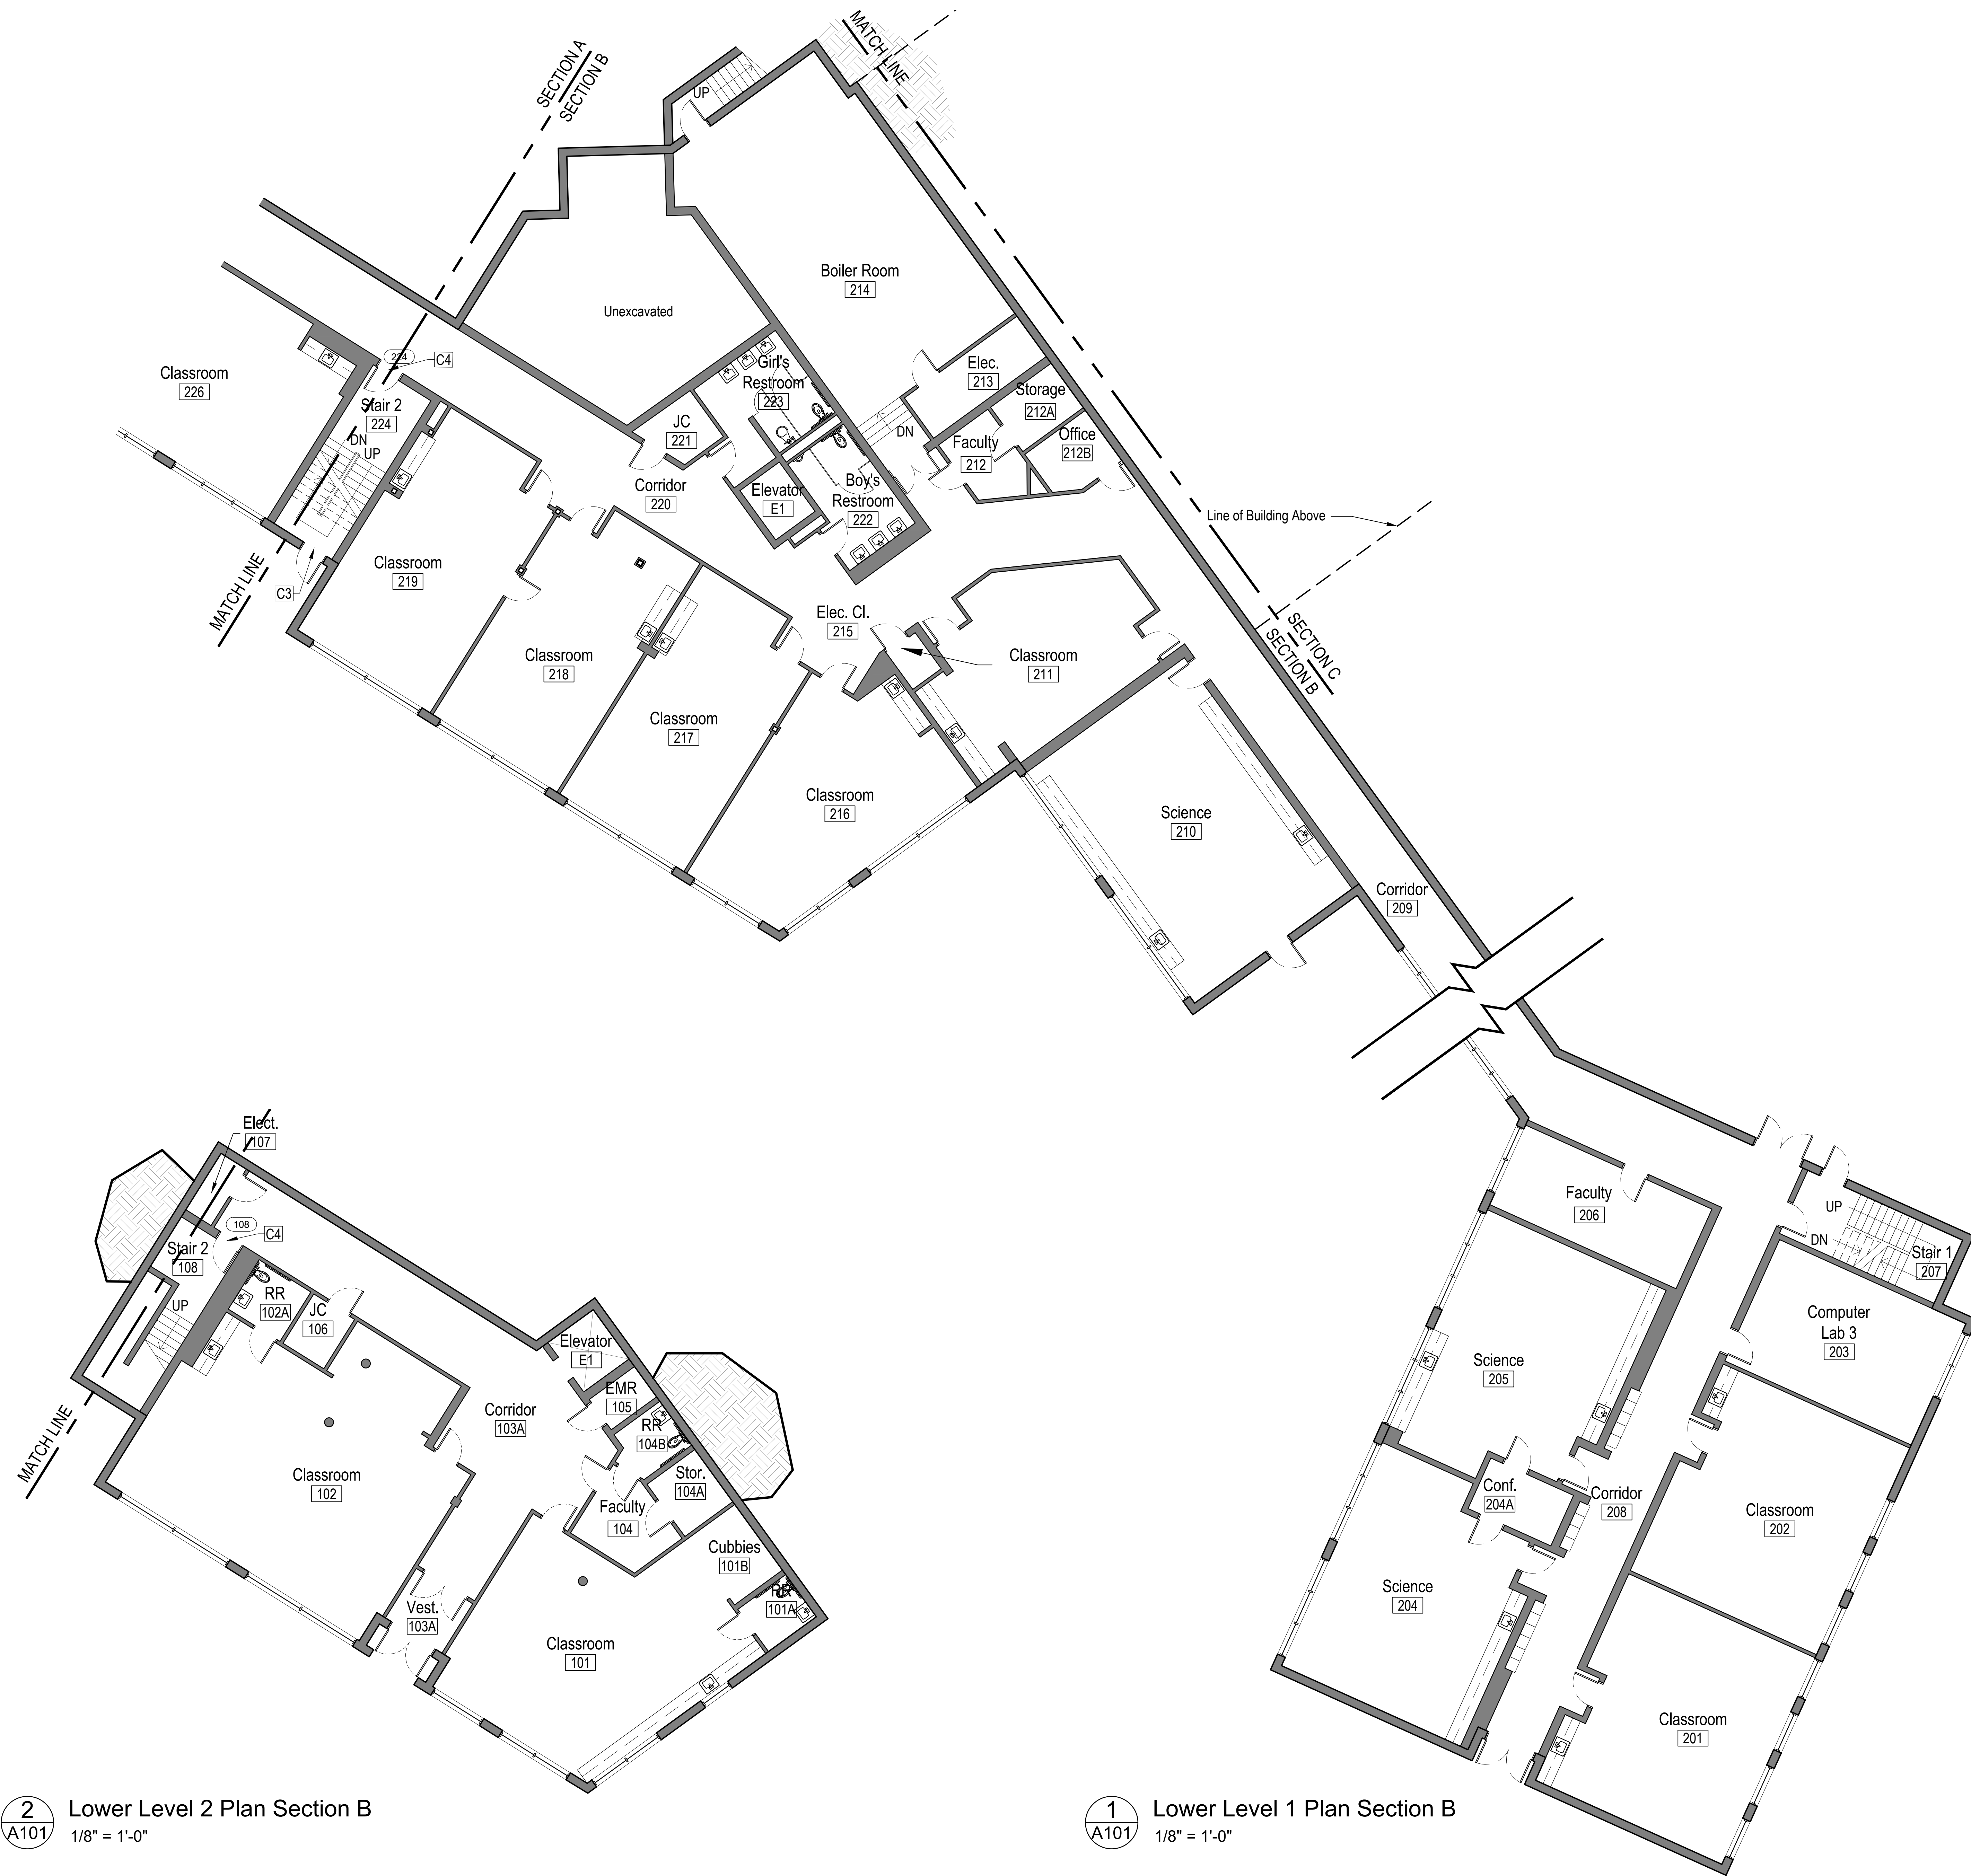 SECTION A
SECTION B
MATCH LINE
UP
Boiler Room
214
Unexcavated
224
C4
Classroom
226
Stair 2
224
DN
UP
Girl's
Restroom
223
Elec.
213
Storage
212A
JC
221
DN
Faculty
212
Office
212B
Corridor
220
Elevator
E1
Boy's
Restroom
222
Line of Building Above
Classroom
219
C3
MATCH LINE
Elec. Cl.
215
SECTION C
SECTION B
Classroom
218
Classroom
211
Classroom
217
Classroom
216
Science
210
Corridor
209
Faculty
206
UP
DN
Stair 1
207
Computer
Lab 3
203
Science
205
Conf.
204A
Corridor
208
Classroom
202
Science
204
Classroom
201
Elect.
107
108
C4
Stair 2
108
UP
RR
102A
JC
106
Elevator
E1
EMR
105
Corridor
103A
RR
104B
MATCH LINE
Classroom
102
Stor.
104A
Faculty
104
Cubbies
101B
RR
101A
Vest.
103A
Classroom
101
2
A101
Lower Level 2 Plan Section B
1/8" = 1'-0"
1
A101
Lower Level 1 Plan Section B
1/8" = 1'-0"